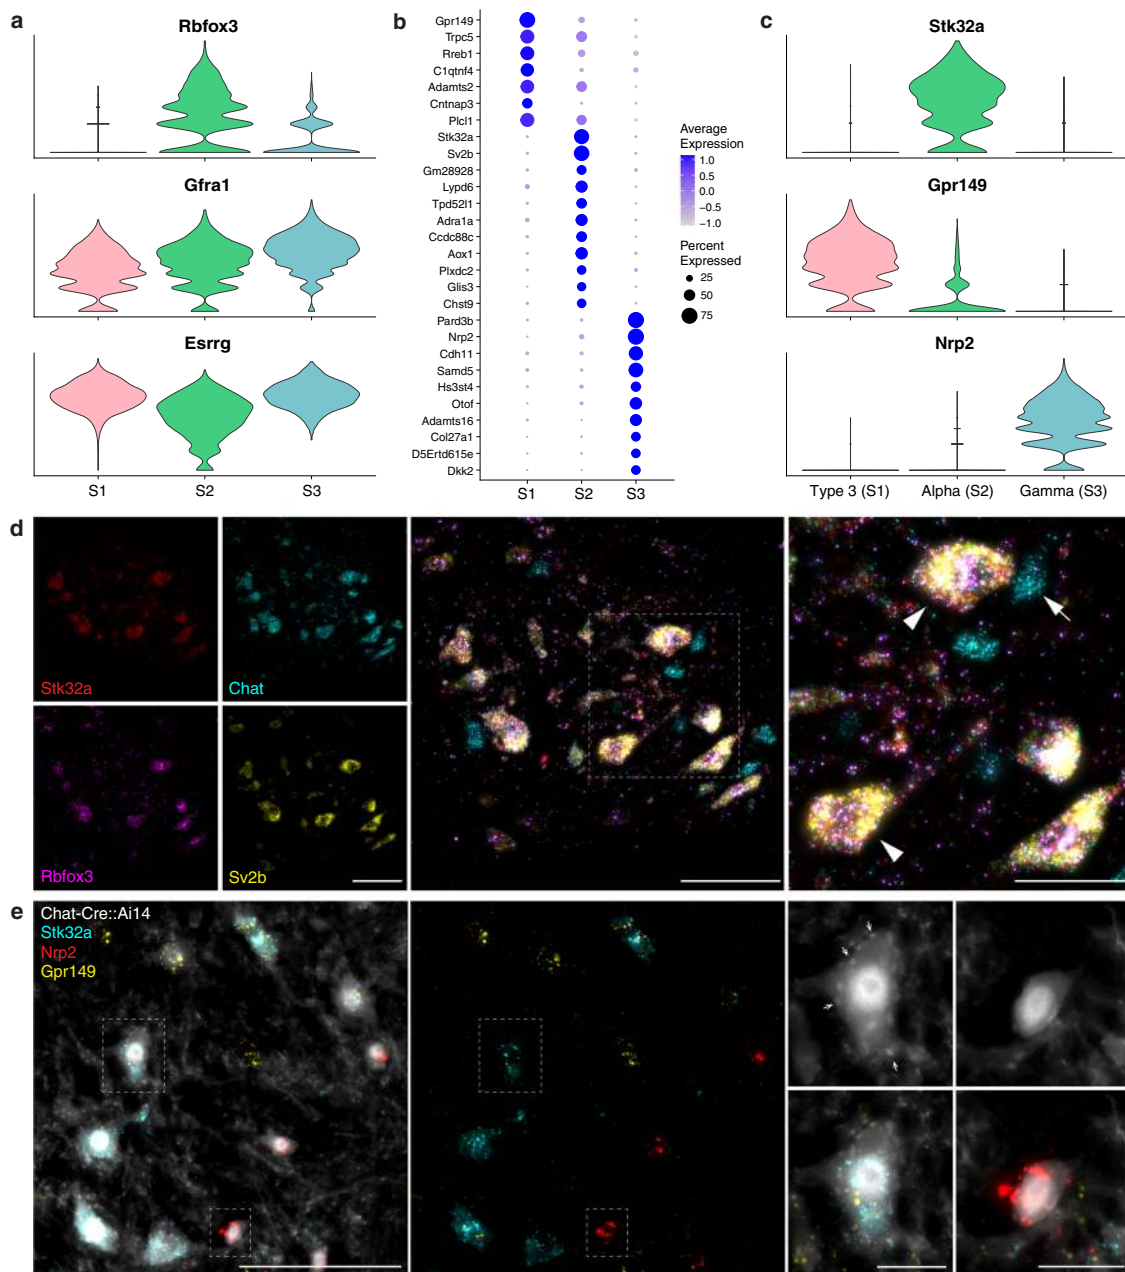 a
Rbfox3
Gfra1
Esrrg
S1 S2 S3
b
Gpr149
Trpc5
Rreb1
C1qtnf4
Adamts2
Cntnap3
Plcl1
Stk32a
Sv2b
Gm28928
Lypd6
Tpd52l1
Adra1a
Ccdc88c
Aox1
Plxdc2
Glis3
Chst9
Pard3b
Nrp2
Cdh11
Samd5
Hs3st4
Otof
Adamts16
Col27a1
D5Ertd615e
Dkk2
S1 S2 S3
Average
Expression
1.0
0.5
0.0
−0.5
−1.0
Percent
Expressed
25
50
75
c
Stk32a
Gpr149
Nrp2
Type 3 (S1) Alpha (S2) Gamma (S3)
d
Stk32a
Chat
Rbfox3
Sv2b
e
Chat-Cre::Ai14
Stk32a
Nrp2
Gpr149